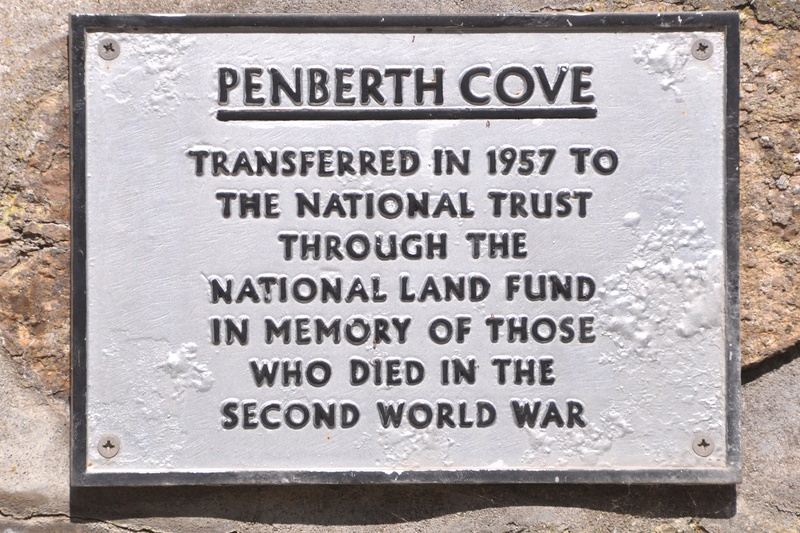 PENBERTH COVE
TRANSFERRED IN 1957 TO
THE NATIONAL TRUST
THROUGH THE
NATIONAL LAND FUND
IN MEMORY OF THOSE
WHO DIED IN THE
SECOND WORLD WAR